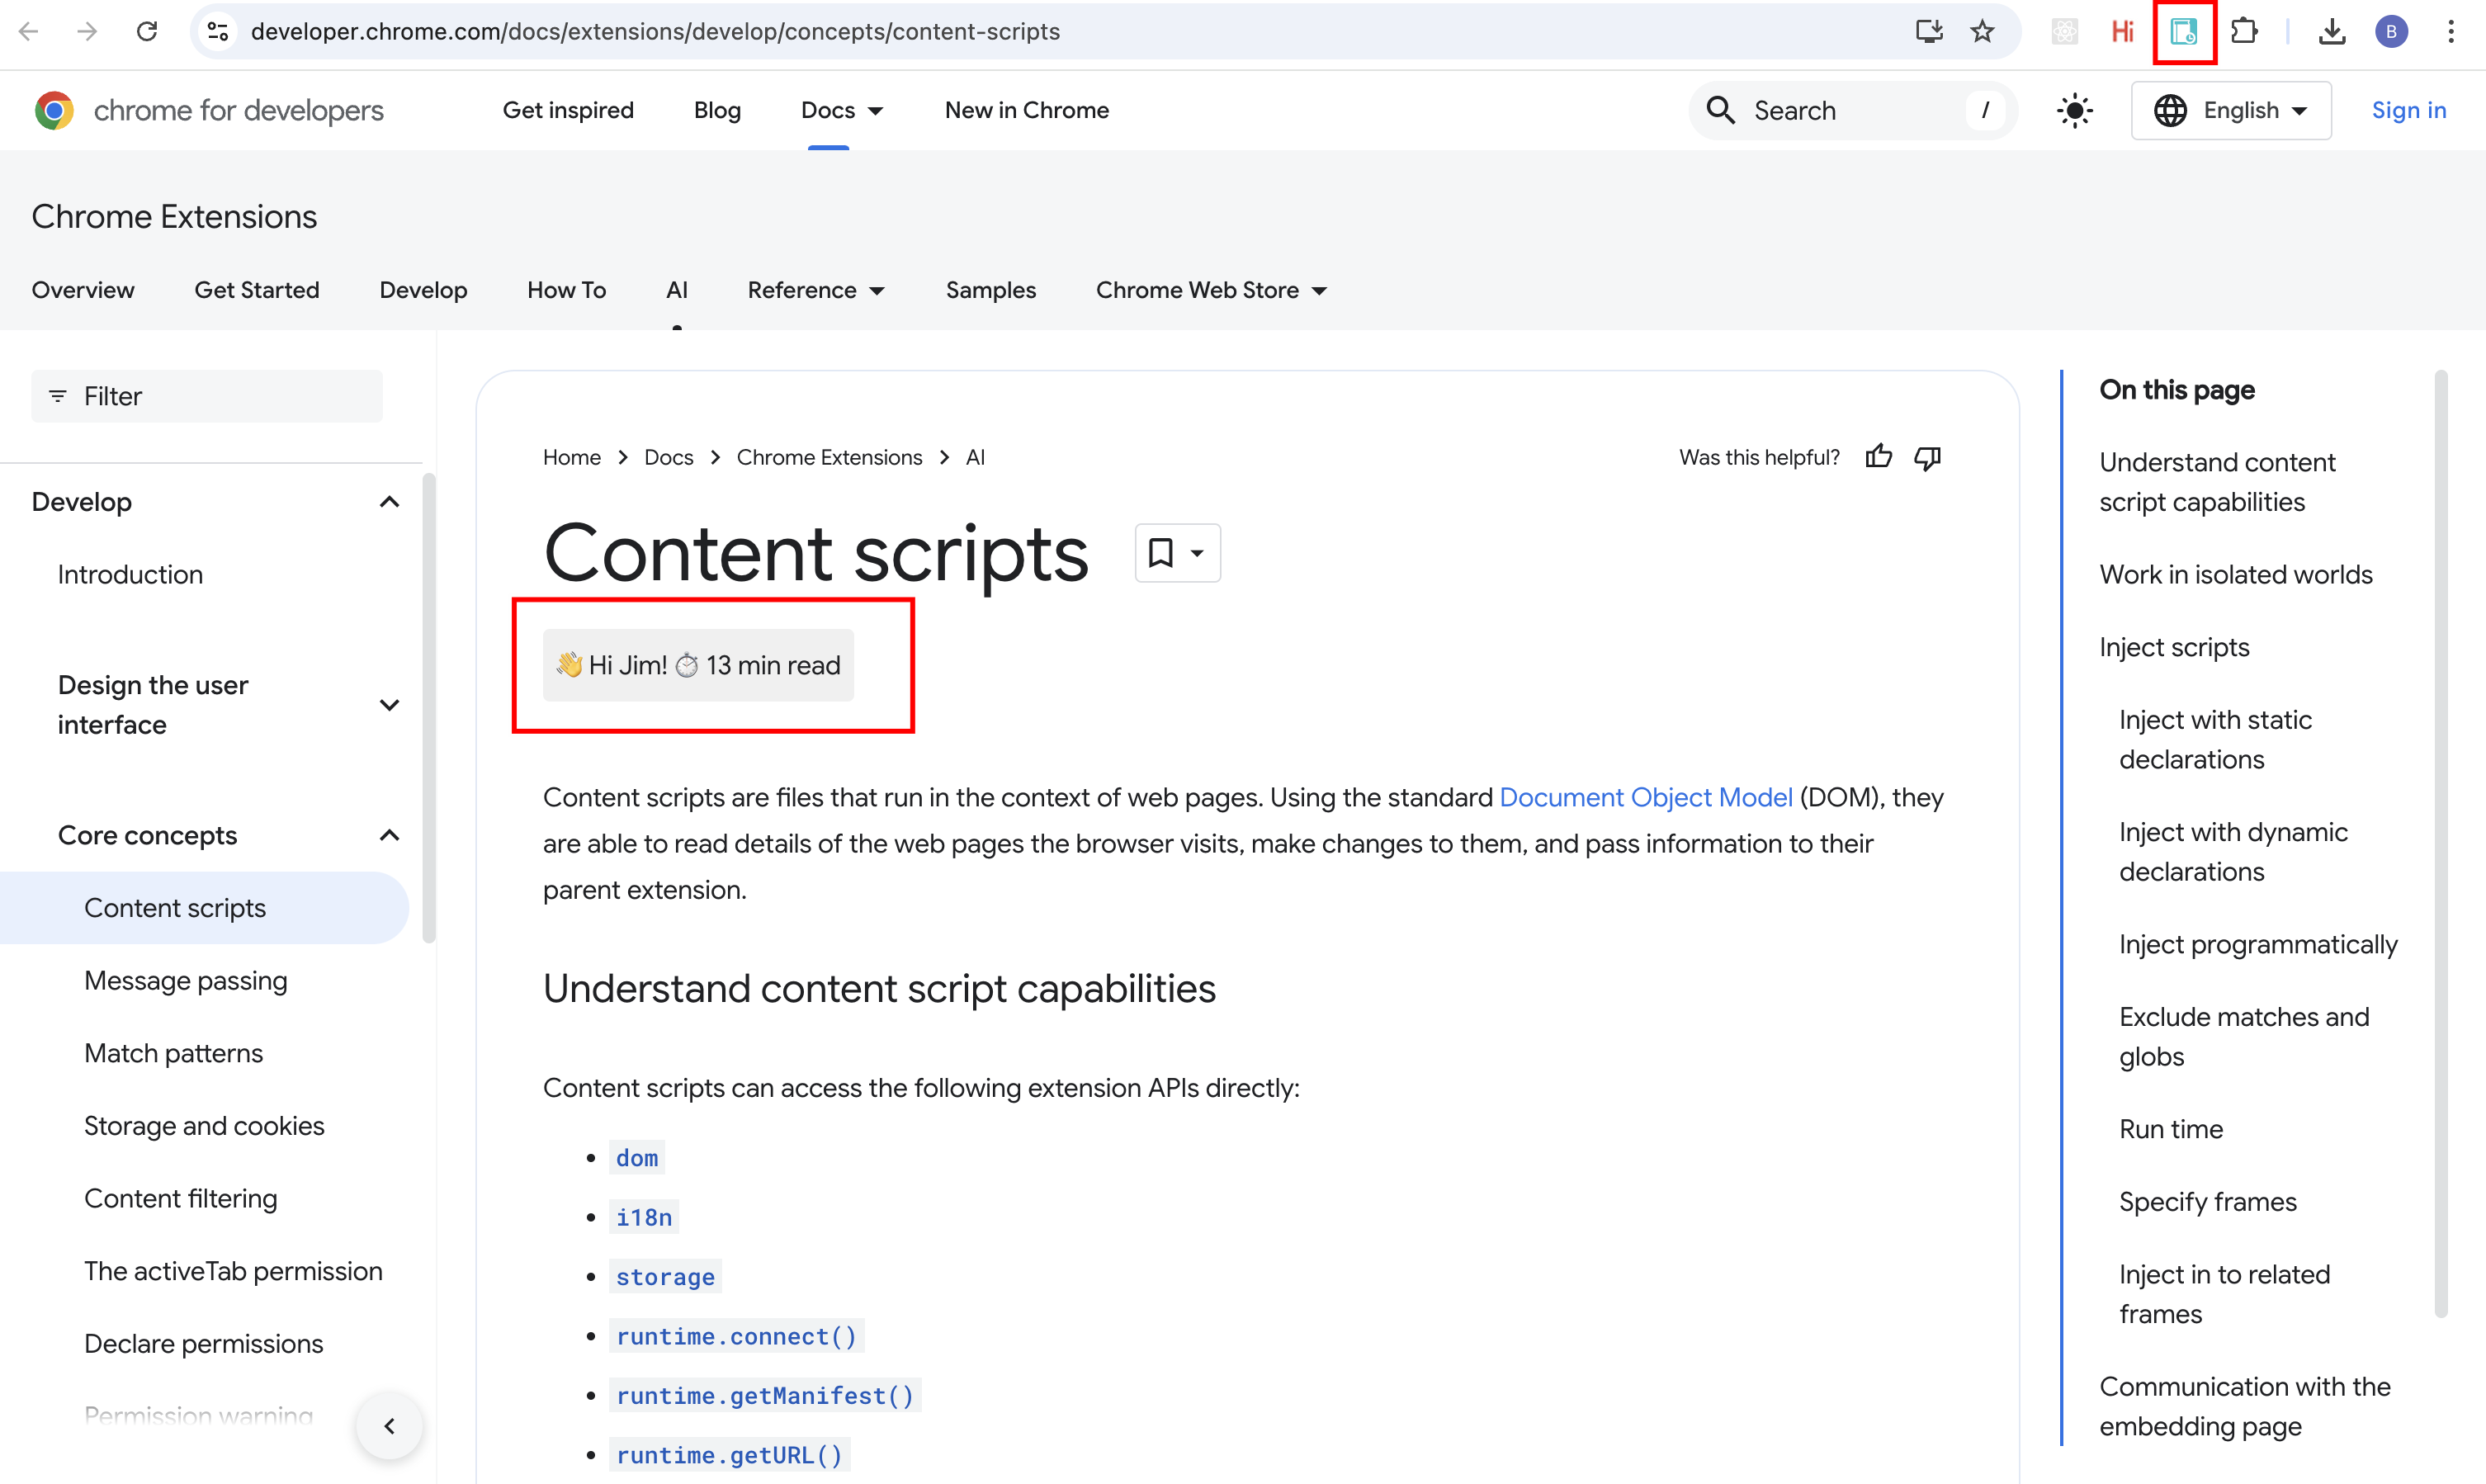 developer.chrome.com/docs/extensions/develop/concepts/content-scripts
Hi
B
chrome for developers
Get inspired
Blog
Docs
New in Chrome
Search
/
English
Sign in
Chrome Extensions
Overview
Get Started
Develop
How To
AI
Reference
Samples
Chrome Web Store
Filter
Develop
Introduction
Design the user
interface
Core concepts
Content scripts
Message passing
Match patterns
Storage and cookies
Content filtering
The activeTab permission
Declare permissions
Permission warning
Home > Docs > Chrome Extensions > AI
Was this helpful?
Content scripts
👋 Hi Jim! ⏱️ 13 min read
Content scripts are files that run in the context of web pages. Using the standard Document Object Model (DOM), they
are able to read details of the web pages the browser visits, make changes to them, and pass information to their
parent extension.
Understand content script capabilities
Content scripts can access the following extension APIs directly:
• dom
• i18n
• storage
• runtime.connect()
• runtime.getManifest()
• runtime.getURL()
On this page
Understand content
script capabilities
Work in isolated worlds
Inject scripts
Inject with static
declarations
Inject with dynamic
declarations
Inject programmatically
Exclude matches and
globs
Run time
Specify frames
Inject in to related
frames
Communication with the
embedding page